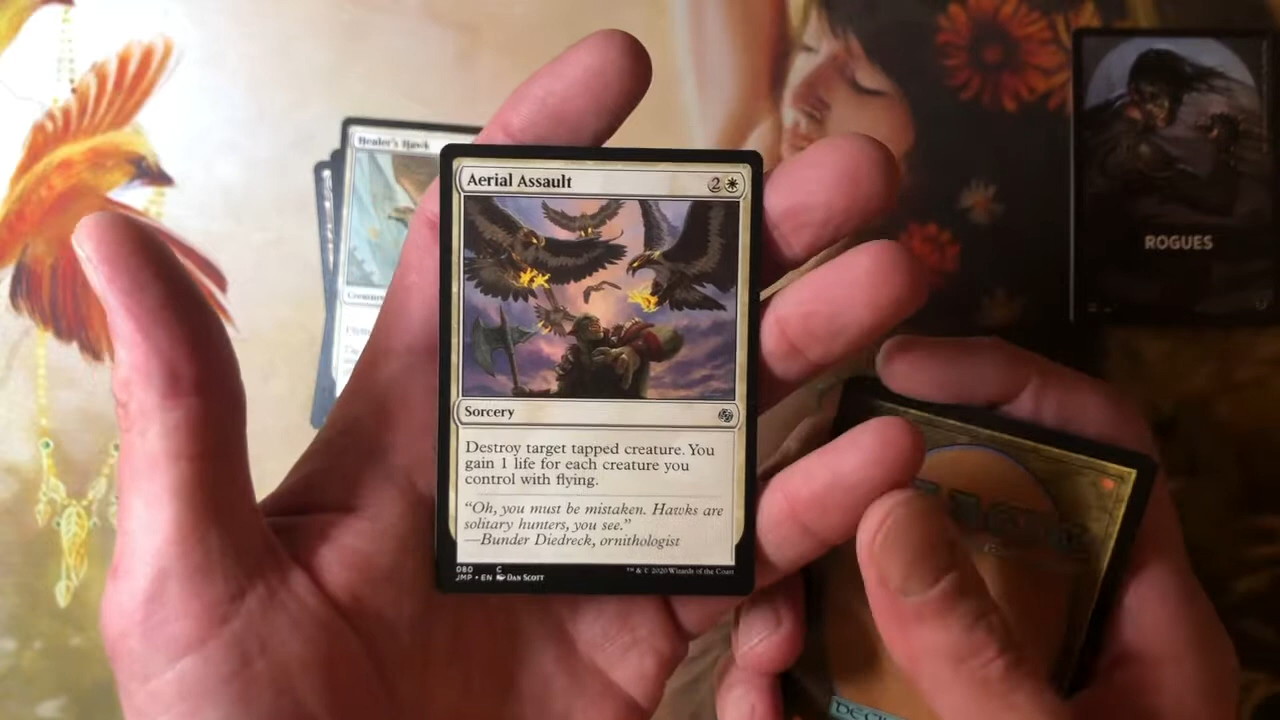 Healer's Hawk
Aerial Assault
2
ROGUES
Sorcery
Destroy target tapped creature. You
gain 1 life for each creature you
control with flying.
"Oh, you must be mistaken. Hawks are
solitary hunters, you see."
—Bunder Diedreck, ornithologist
080 C
JMP • EN Dan Scott
™ & © 2020 Wizards of the Coast